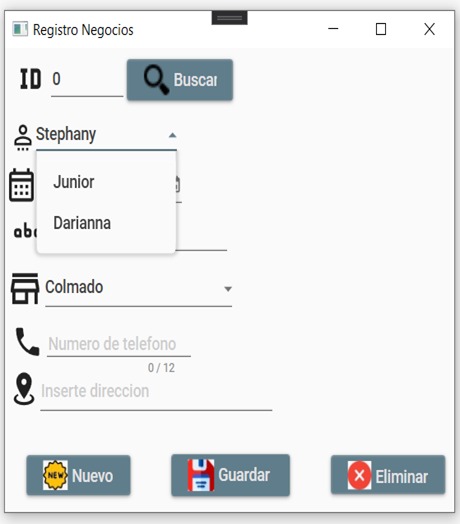 Registro Negocios
ID 0 Buscar
Stephany
Junior
Darianna
abc
Colmado
Numero de telefono
0 / 12
Inserte direccion
NEW Nuevo Guardar Eliminar